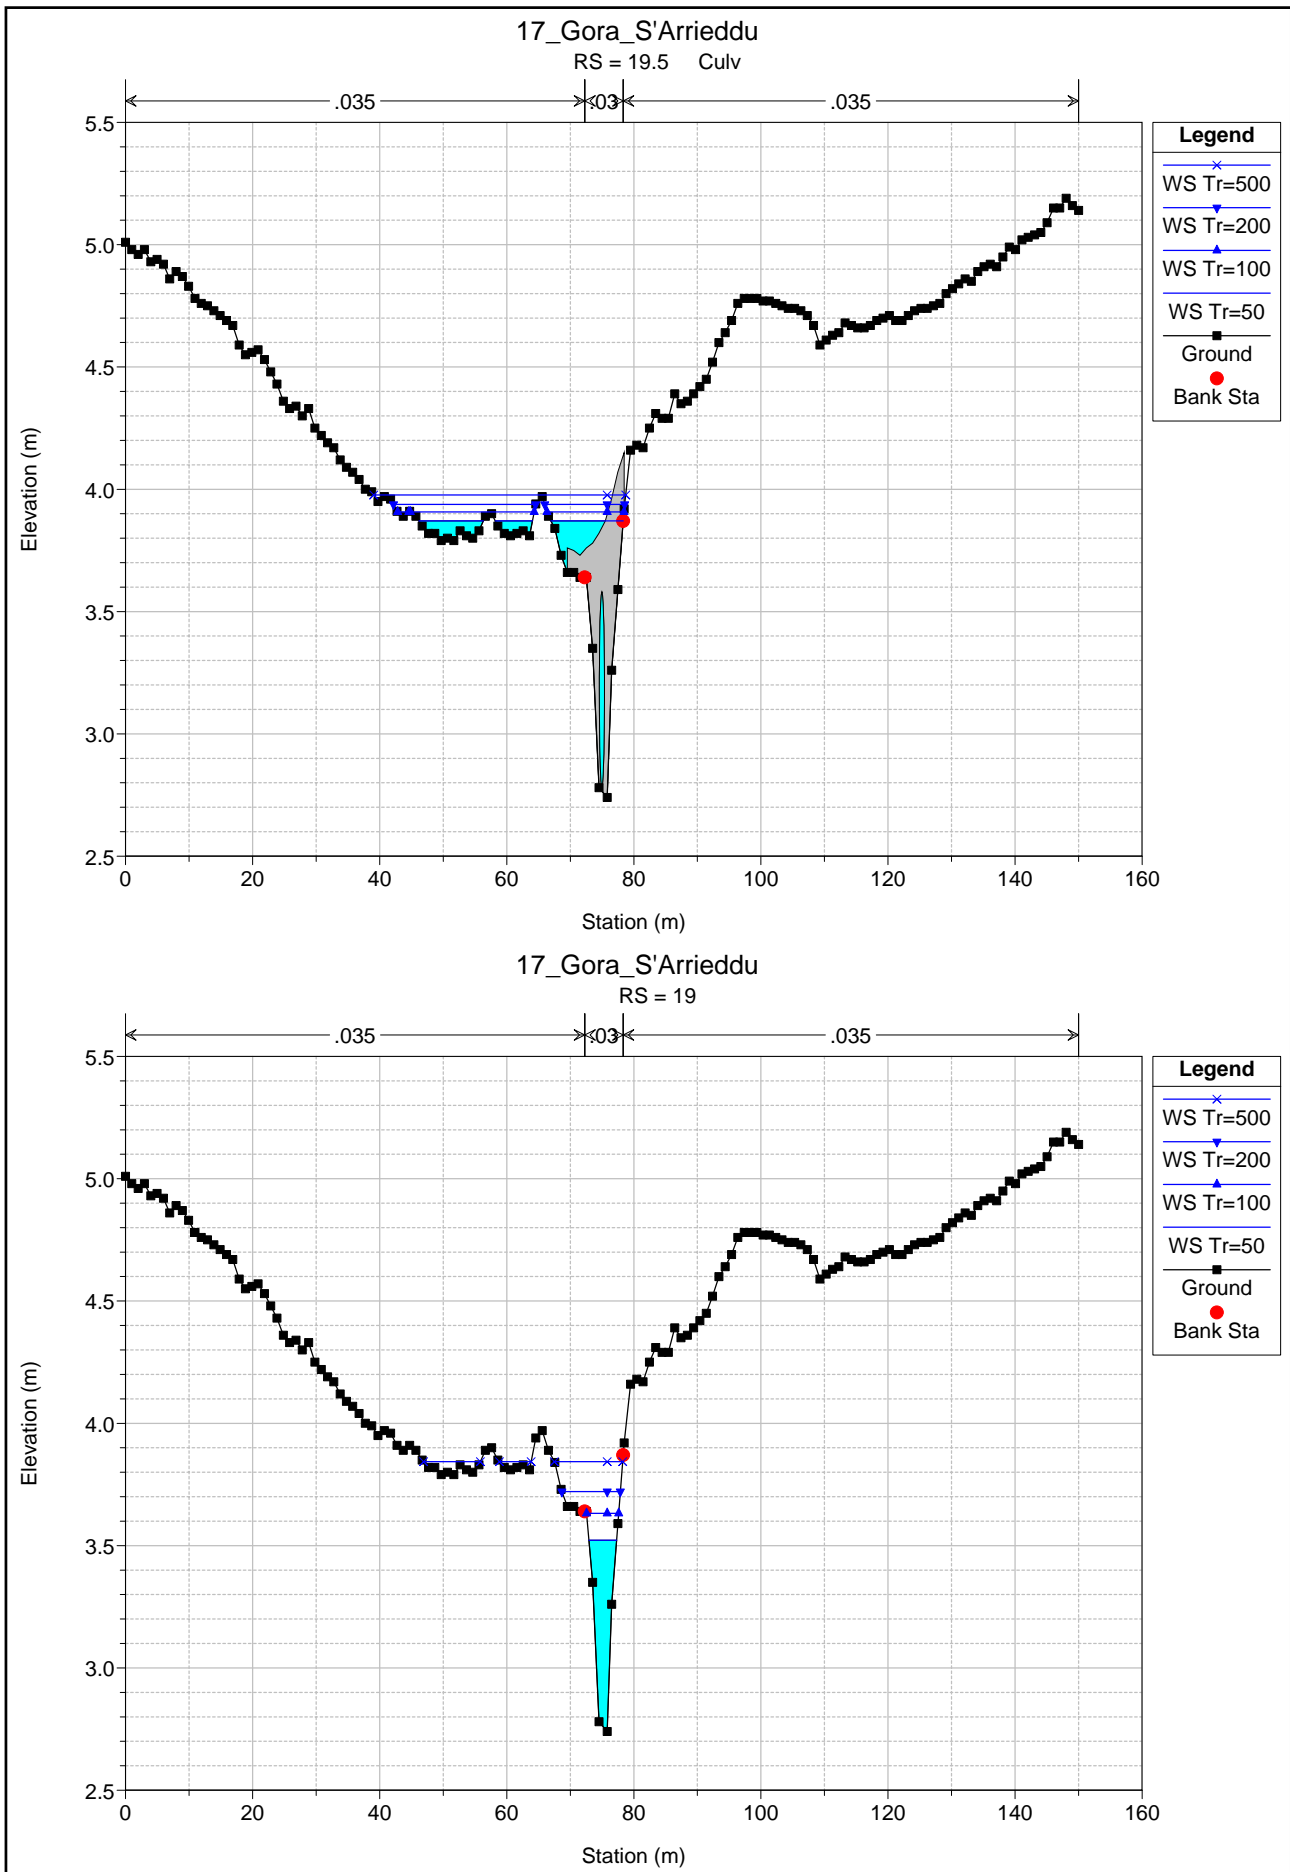 17_Gora_S'Arrieddu
RS = 19.5 Culv
.035 .03 .035
Legend
WS Tr=500
WS Tr=200
WS Tr=100
WS Tr=50
Ground
Bank Sta
5.5
5.0
4.5
4.0
3.5
3.0
2.5
Elevation (m)
0 20 40 60 80 100 120 140 160
Station (m)
17_Gora_S'Arrieddu
RS = 19
.035 .03 .035
Legend
WS Tr=500
WS Tr=200
WS Tr=100
WS Tr=50
Ground
Bank Sta
5.5
5.0
4.5
4.0
3.5
3.0
2.5
Elevation (m)
0 20 40 60 80 100 120 140 160
Station (m)